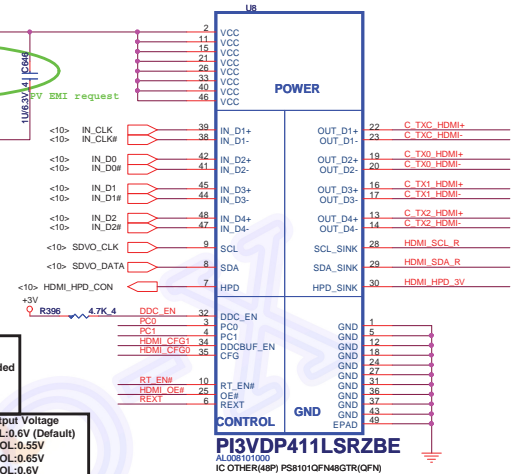 U8
2 VCC
11 VCC
15 VCC
21 VCC
26 VCC
33 VCC
40 VCC
46 VCC
POWER
C646
1U/6.3V_4
PV EMI request
<10> IN_CLK 39 IN_D1+ OUT_D1+ 22 C_TXC_HDMI+
<10> IN_CLK# 38 IN_D1- OUT_D1- 23 C_TXC_HDMI-
<10> IN_D0 42 IN_D2+ OUT_D2+ 19 C_TX0_HDMI+
<10> IN_D0# 41 IN_D2- OUT_D2- 20 C_TX0_HDMI-
<10> IN_D1 45 IN_D3+ OUT_D3+ 16 C_TX1_HDMI+
<10> IN_D1# 44 IN_D3- OUT_D3- 17 C_TX1_HDMI-
<10> IN_D2 48 IN_D4+ OUT_D4+ 13 C_TX2_HDMI+
<10> IN_D2# 47 IN_D4- OUT_D4- 14 C_TX2_HDMI-
<10> SDVO_CLK 9 SCL SCL_SINK 28 HDMI_SCL_R
<10> SDVO_DATA 8 SDA SDA_SINK 29 HDMI_SDA_R
<10> HDMI_HPD_CON 7 HPD HPD_SINK 30 HDMI_HPD_3V
+3V
R396 4.7K_4 DDC_EN 32 DDC_EN
PC0 3 PC0
PC1 4 PC1
HDMI_CFG1 34 DDCBUF_EN
HDMI_CFG0 35 CFG
RT_EN# 10 RT_EN#
HDMI_OE# 25 OE#
REXT 6 REXT
GND 1
GND 5
GND 12
GND 18
GND 24
GND 27
GND 31
GND 36
GND 37
GND 43
EPAD 49
CONTROL
GND
ded
tput Voltage
L:0.6V (Default)
OL:0.55V
OL:0.65V
OL:0.6V
PI3VDP411LSRZBE
AL008101000
IC OTHER(48P) PS8101QFN48GTR(QFN)